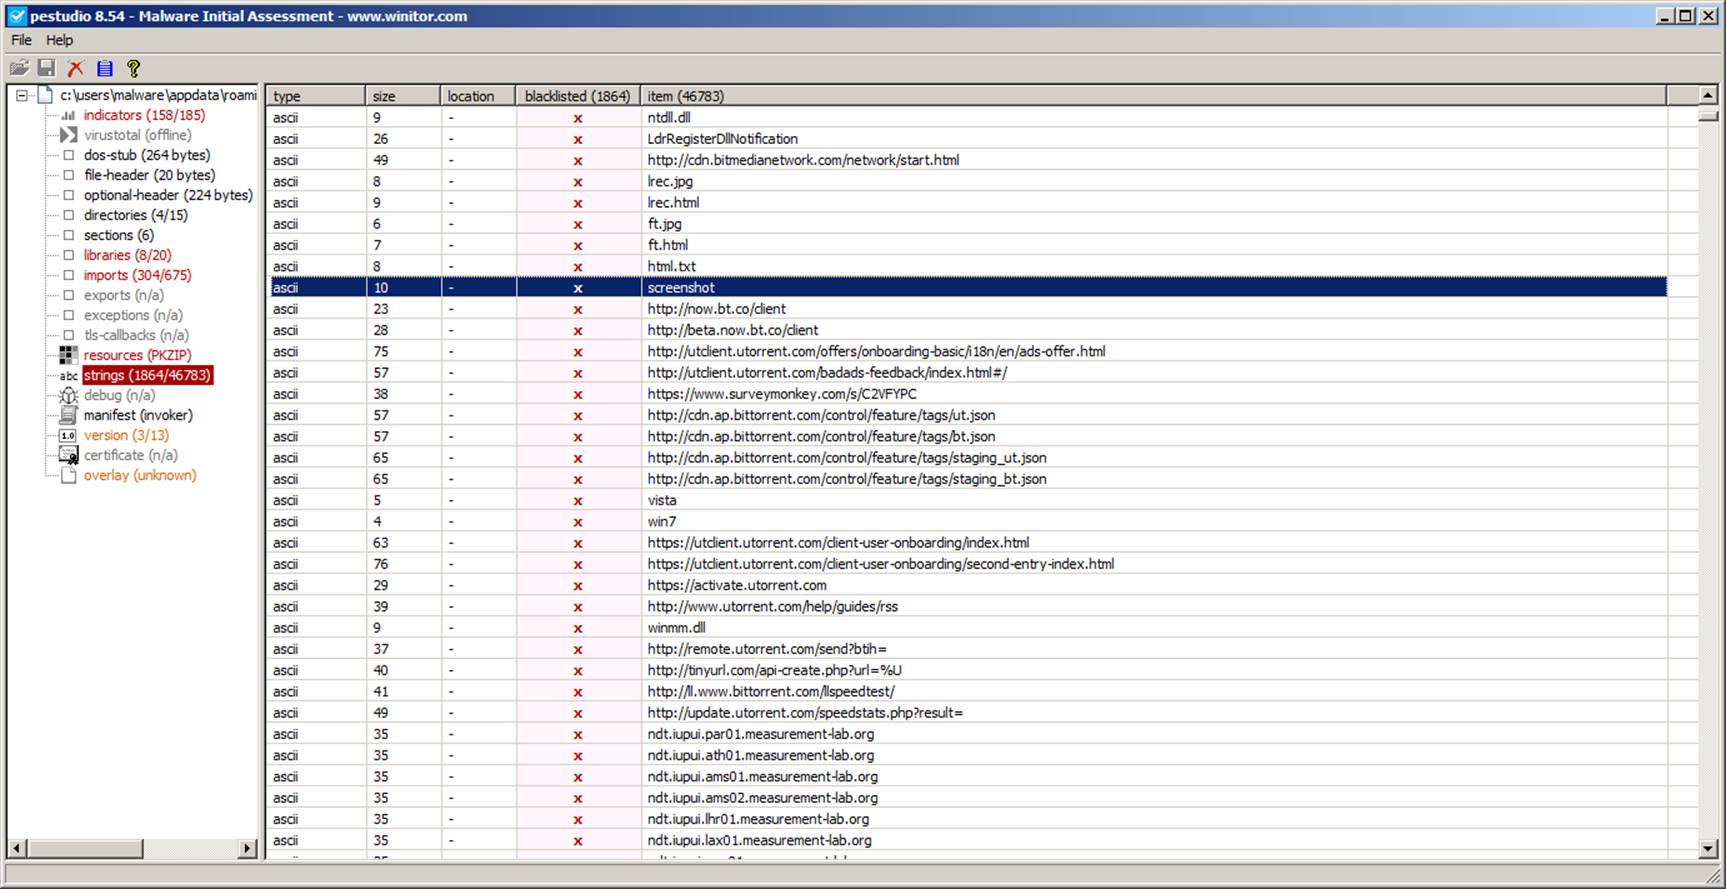 pestudio 8.54 - Malware Initial Assessment - www.winitor.com
File Help
c:\users\malware\appdata\roami
indicators (158/185)
virustotal (offline)
dos-stub (264 bytes)
file-header (20 bytes)
optional-header (224 bytes)
directories (4/15)
sections (6)
libraries (8/20)
imports (304/675)
exports (n/a)
exceptions (n/a)
tls-callbacks (n/a)
resources (PKZIP)
abc strings (1864/46783)
debug (n/a)
manifest (invoker)
1.0 version (3/13)
certificate (n/a)
overlay (unknown)
type size location blacklisted (1864) item (46783)
ascii 9 - x ntdll.dll
ascii 26 - x LdrRegisterDllNotification
ascii 49 - x http://cdn.bitmedianetwork.com/network/start.html
ascii 8 - x lrec.jpg
ascii 9 - x lrec.html
ascii 6 - x ft.jpg
ascii 7 - x ft.html
ascii 8 - x html.txt
ascii 10 - x screenshot
ascii 23 - x http://now.bt.co/client
ascii 28 - x http://beta.now.bt.co/client
ascii 75 - x http://utclient.utorrent.com/offers/onboarding-basic/i18n/en/ads-offer.html
ascii 57 - x http://utclient.utorrent.com/badads-feedback/index.html#/
ascii 38 - x https://www.surveymonkey.com/s/C2VFYPC
ascii 57 - x http://cdn.ap.bittorrent.com/control/feature/tags/ut.json
ascii 57 - x http://cdn.ap.bittorrent.com/control/feature/tags/bt.json
ascii 65 - x http://cdn.ap.bittorrent.com/control/feature/tags/staging_ut.json
ascii 65 - x http://cdn.ap.bittorrent.com/control/feature/tags/staging_bt.json
ascii 5 - x vista
ascii 4 - x win7
ascii 63 - x https://utclient.utorrent.com/client-user-onboarding/index.html
ascii 76 - x https://utclient.utorrent.com/client-user-onboarding/second-entry-index.html
ascii 29 - x https://activate.utorrent.com
ascii 39 - x http://www.utorrent.com/help/guides/rss
ascii 9 - x winmm.dll
ascii 37 - x http://remote.utorrent.com/send?btih=
ascii 40 - x http://tinyurl.com/api-create.php?url=%U
ascii 41 - x http://ll.www.bittorrent.com/llspeedtest/
ascii 49 - x http://update.utorrent.com/speedstats.php?result=
ascii 35 - x ndt.iupui.par01.measurement-lab.org
ascii 35 - x ndt.iupui.ath01.measurement-lab.org
ascii 35 - x ndt.iupui.ams01.measurement-lab.org
ascii 35 - x ndt.iupui.ams02.measurement-lab.org
ascii 35 - x ndt.iupui.lhr01.measurement-lab.org
ascii 35 - x ndt.iupui.lax01.measurement-lab.org